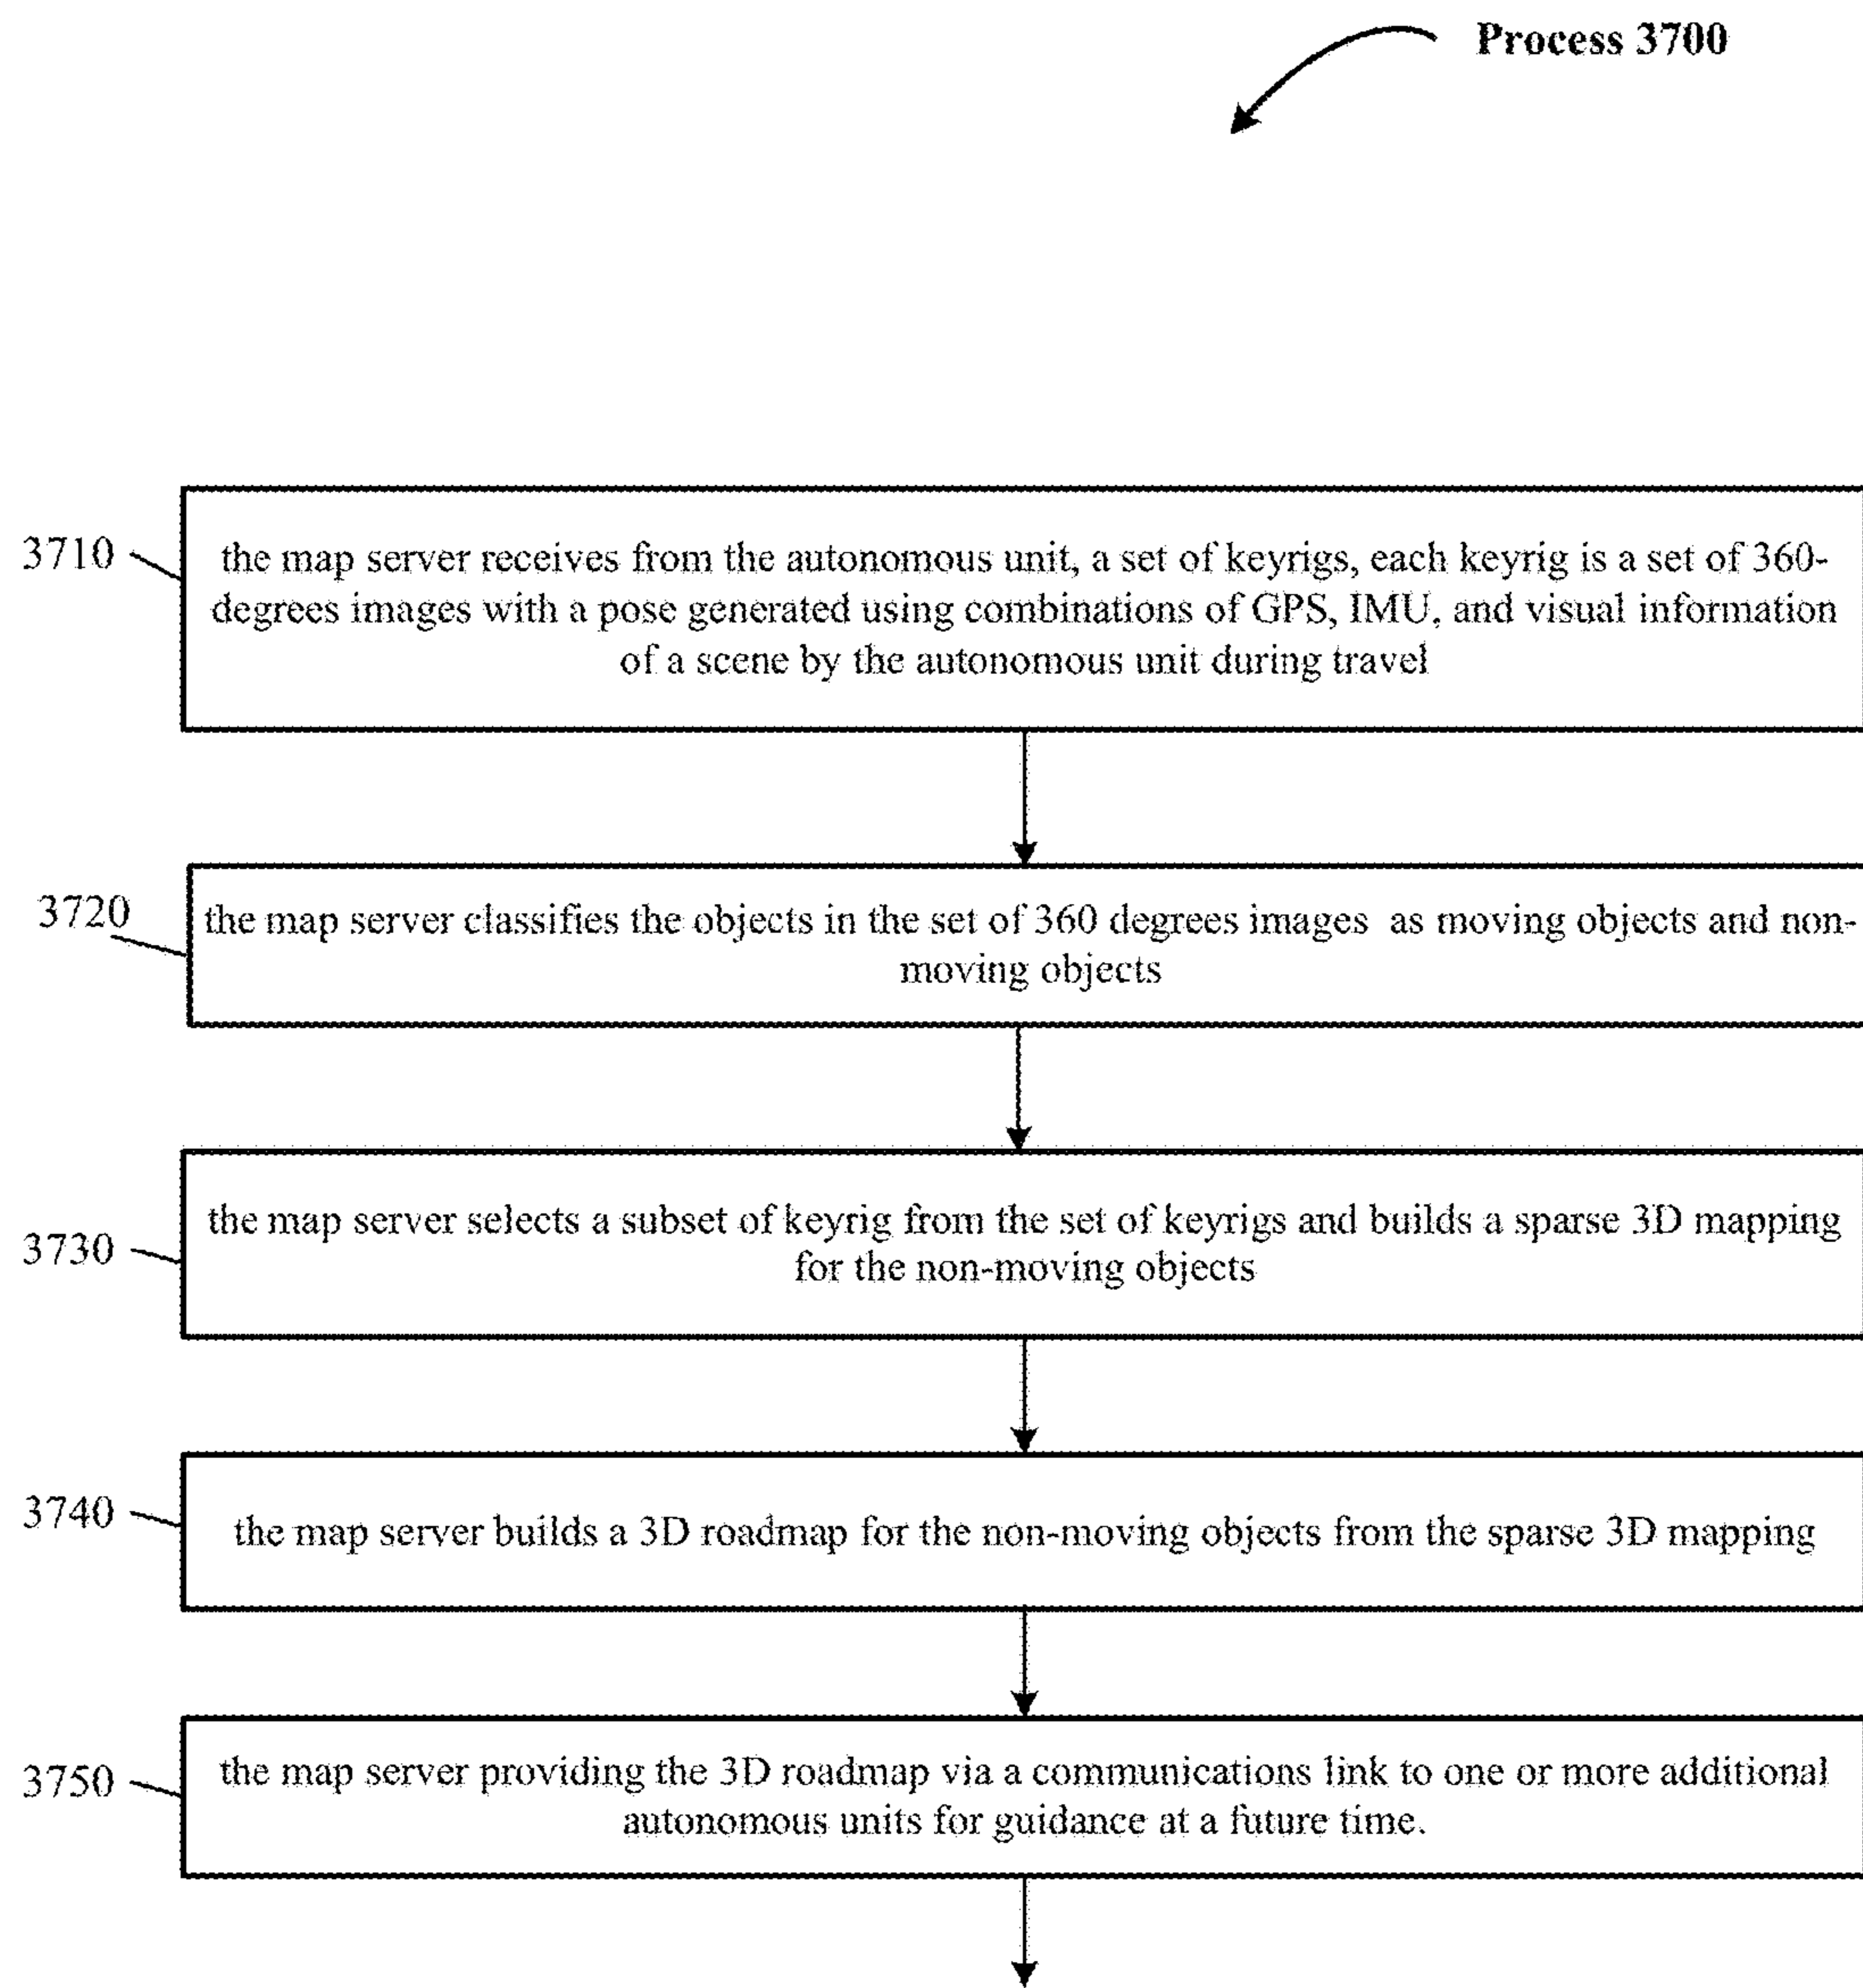 Process 3700
3710
the map server receives from the autonomous unit, a set of keyrigs, each keyrig is a set of 360-
degrees images with a pose generated using combinations of GPS, IMU, and visual information
of a scene by the autonomous unit during travel
3720
the map server classifies the objects in the set of 360 degrees images as moving objects and non-
moving objects
3730
the map server selects a subset of keyrig from the set of keyrigs and builds a sparse 3D mapping
for the non-moving objects
3740
the map server builds a 3D roadmap for the non-moving objects from the sparse 3D mapping
3750
the map server providing the 3D roadmap via a communications link to one or more additional
autonomous units for guidance at a future time.